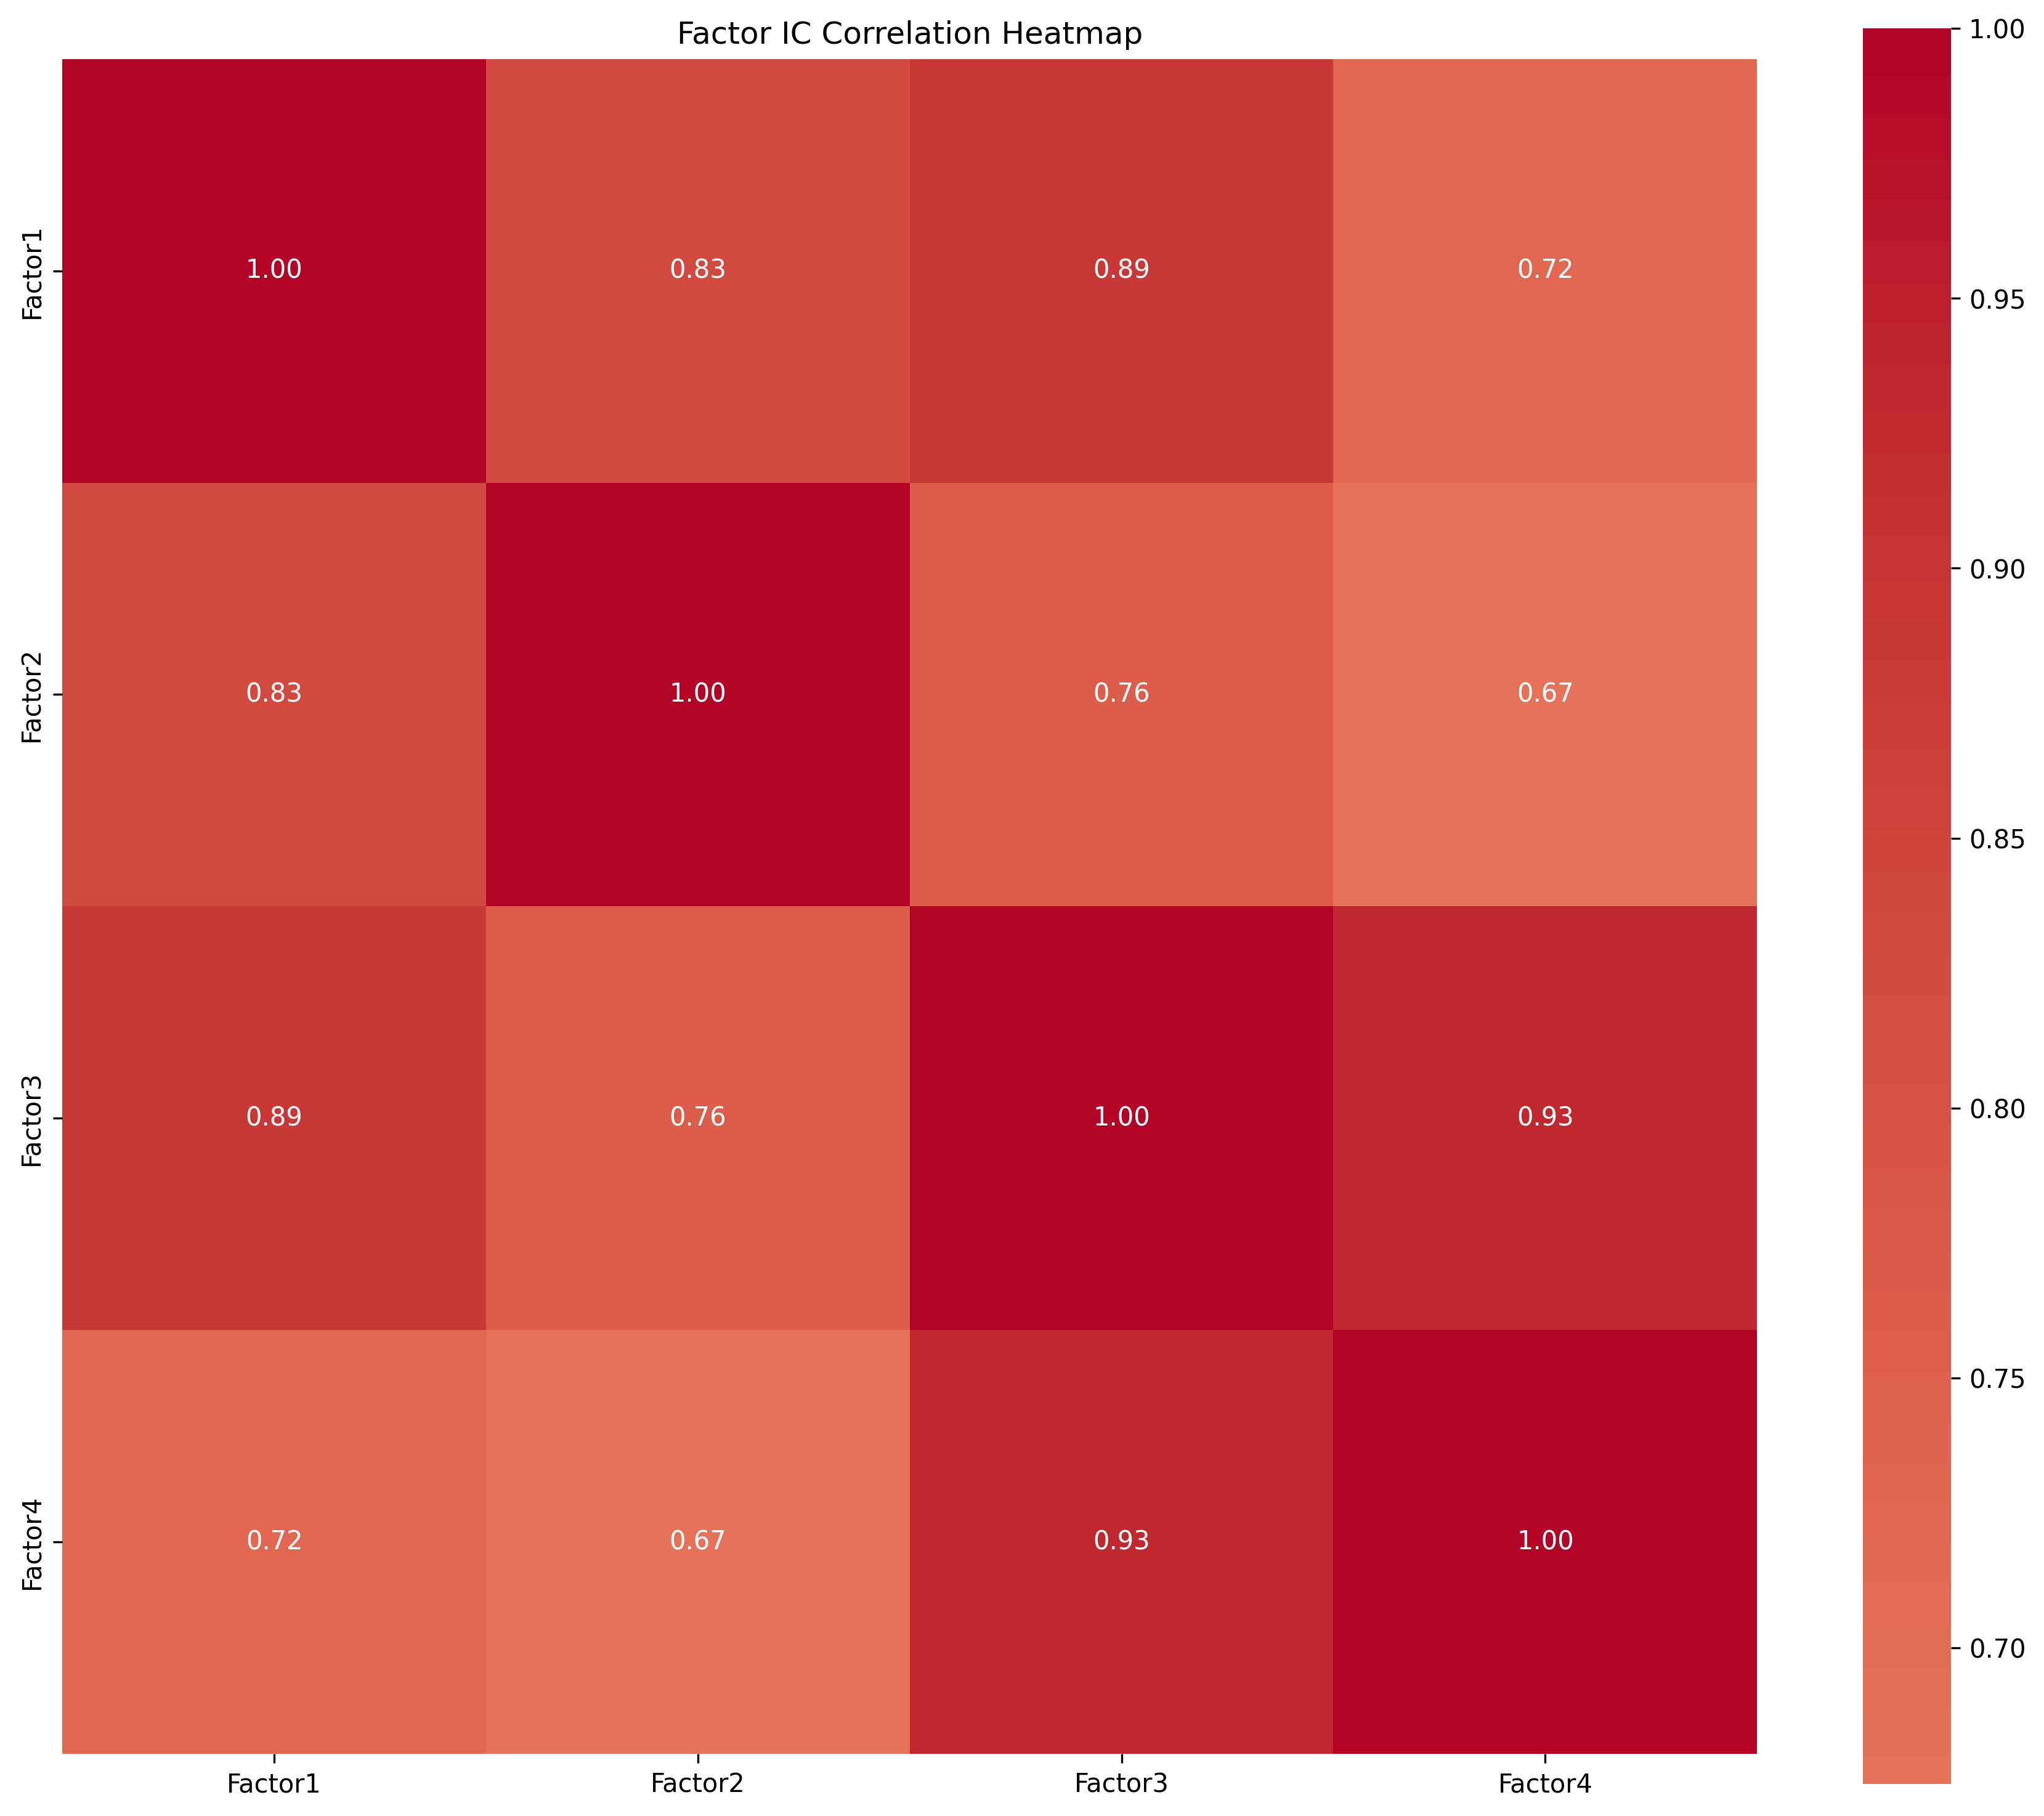 Factor IC Correlation Heatmap
Factor1
1.00 0.83 0.89 0.72
Factor2
0.83 1.00 0.76 0.67
Factor3
0.89 0.76 1.00 0.93
Factor4
0.72 0.67 0.93 1.00
Factor1 Factor2 Factor3 Factor4
1.00
0.95
0.90
0.85
0.80
0.75
0.70